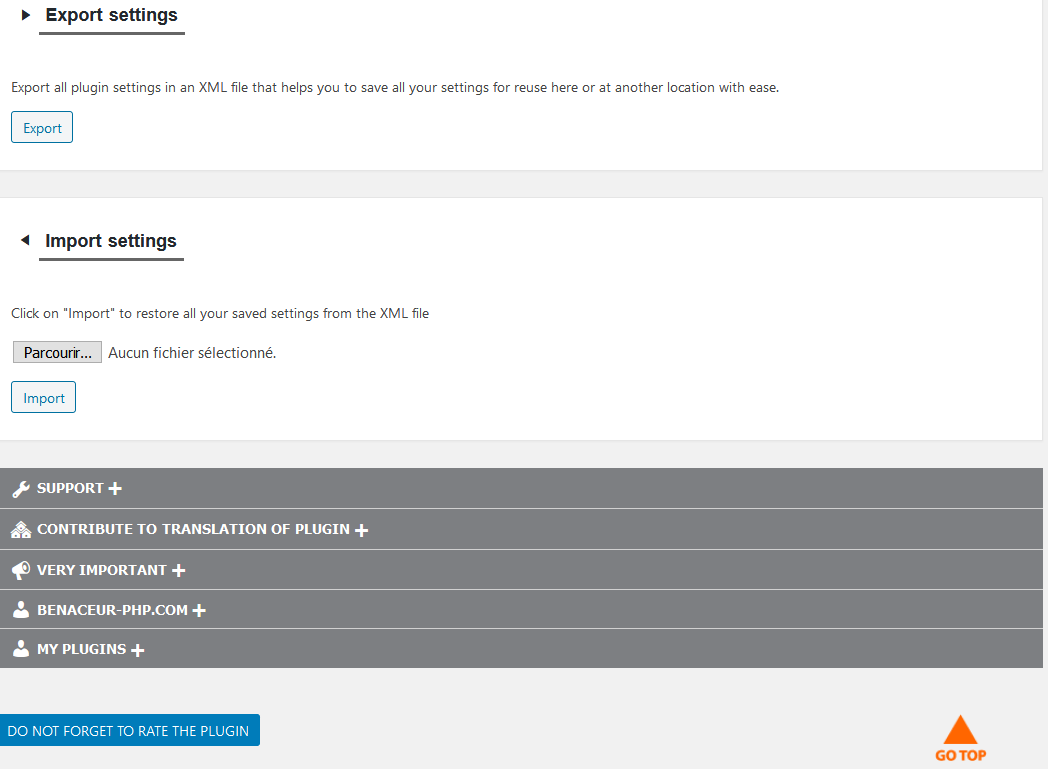 Export settings
Export all plugin settings in an XML file that helps you to save all your settings for reuse here or at another location with ease.
Export
Import settings
Click on "Import" to restore all your saved settings from the XML file
Parcourir... Aucun fichier sélectionné.
Import
SUPPORT
CONTRIBUTE TO TRANSLATION OF PLUGIN
VERY IMPORTANT
BENACEUR-PHP.COM
MY PLUGINS
DO NOT FORGET TO RATE THE PLUGIN
GO TOP